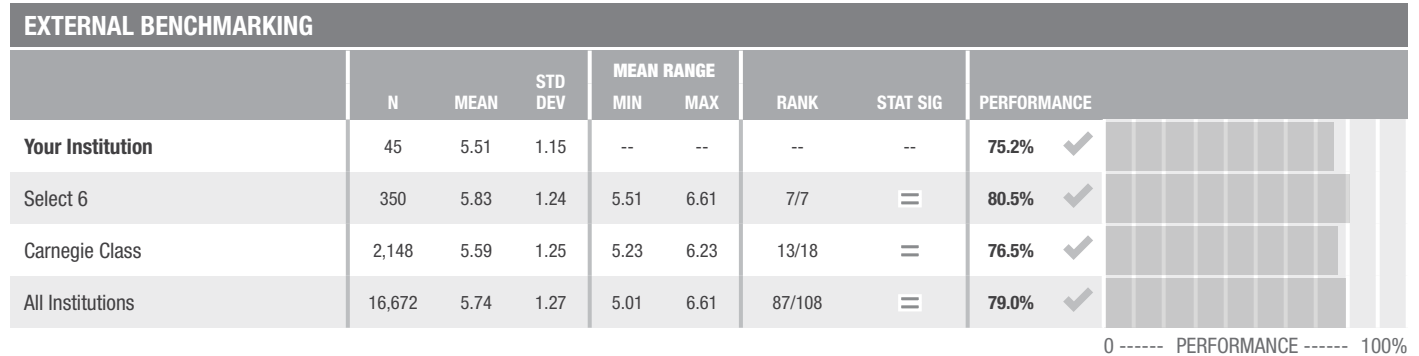 EXTERNAL BENCHMARKING
N MEAN STD DEV MEAN RANGE MIN MAX RANK STAT SIG PERFORMANCE
Your Institution 45 5.51 1.15 -- -- -- -- 75.2%
Select 6 350 5.83 1.24 5.51 6.61 7/7 = 80.5%
Carnegie Class 2,148 5.59 1.25 5.23 6.23 13/18 = 76.5%
All Institutions 16,672 5.74 1.27 5.01 6.61 87/108 = 79.0%
0 ------ PERFORMANCE ------ 100%